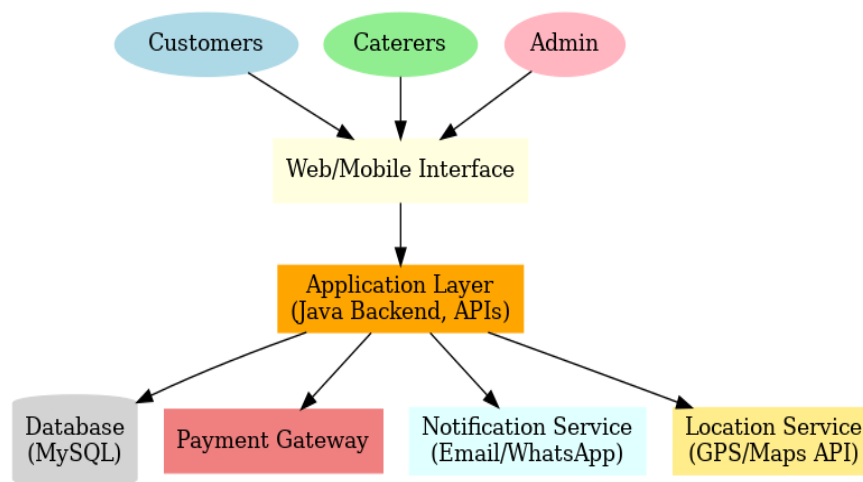 Customers
Caterers
Admin
Web/Mobile Interface
Application Layer
(Java Backend, APIs)
Database
(MySQL)
Payment Gateway
Notification Service
(Email/WhatsApp)
Location Service
(GPS/Maps API)